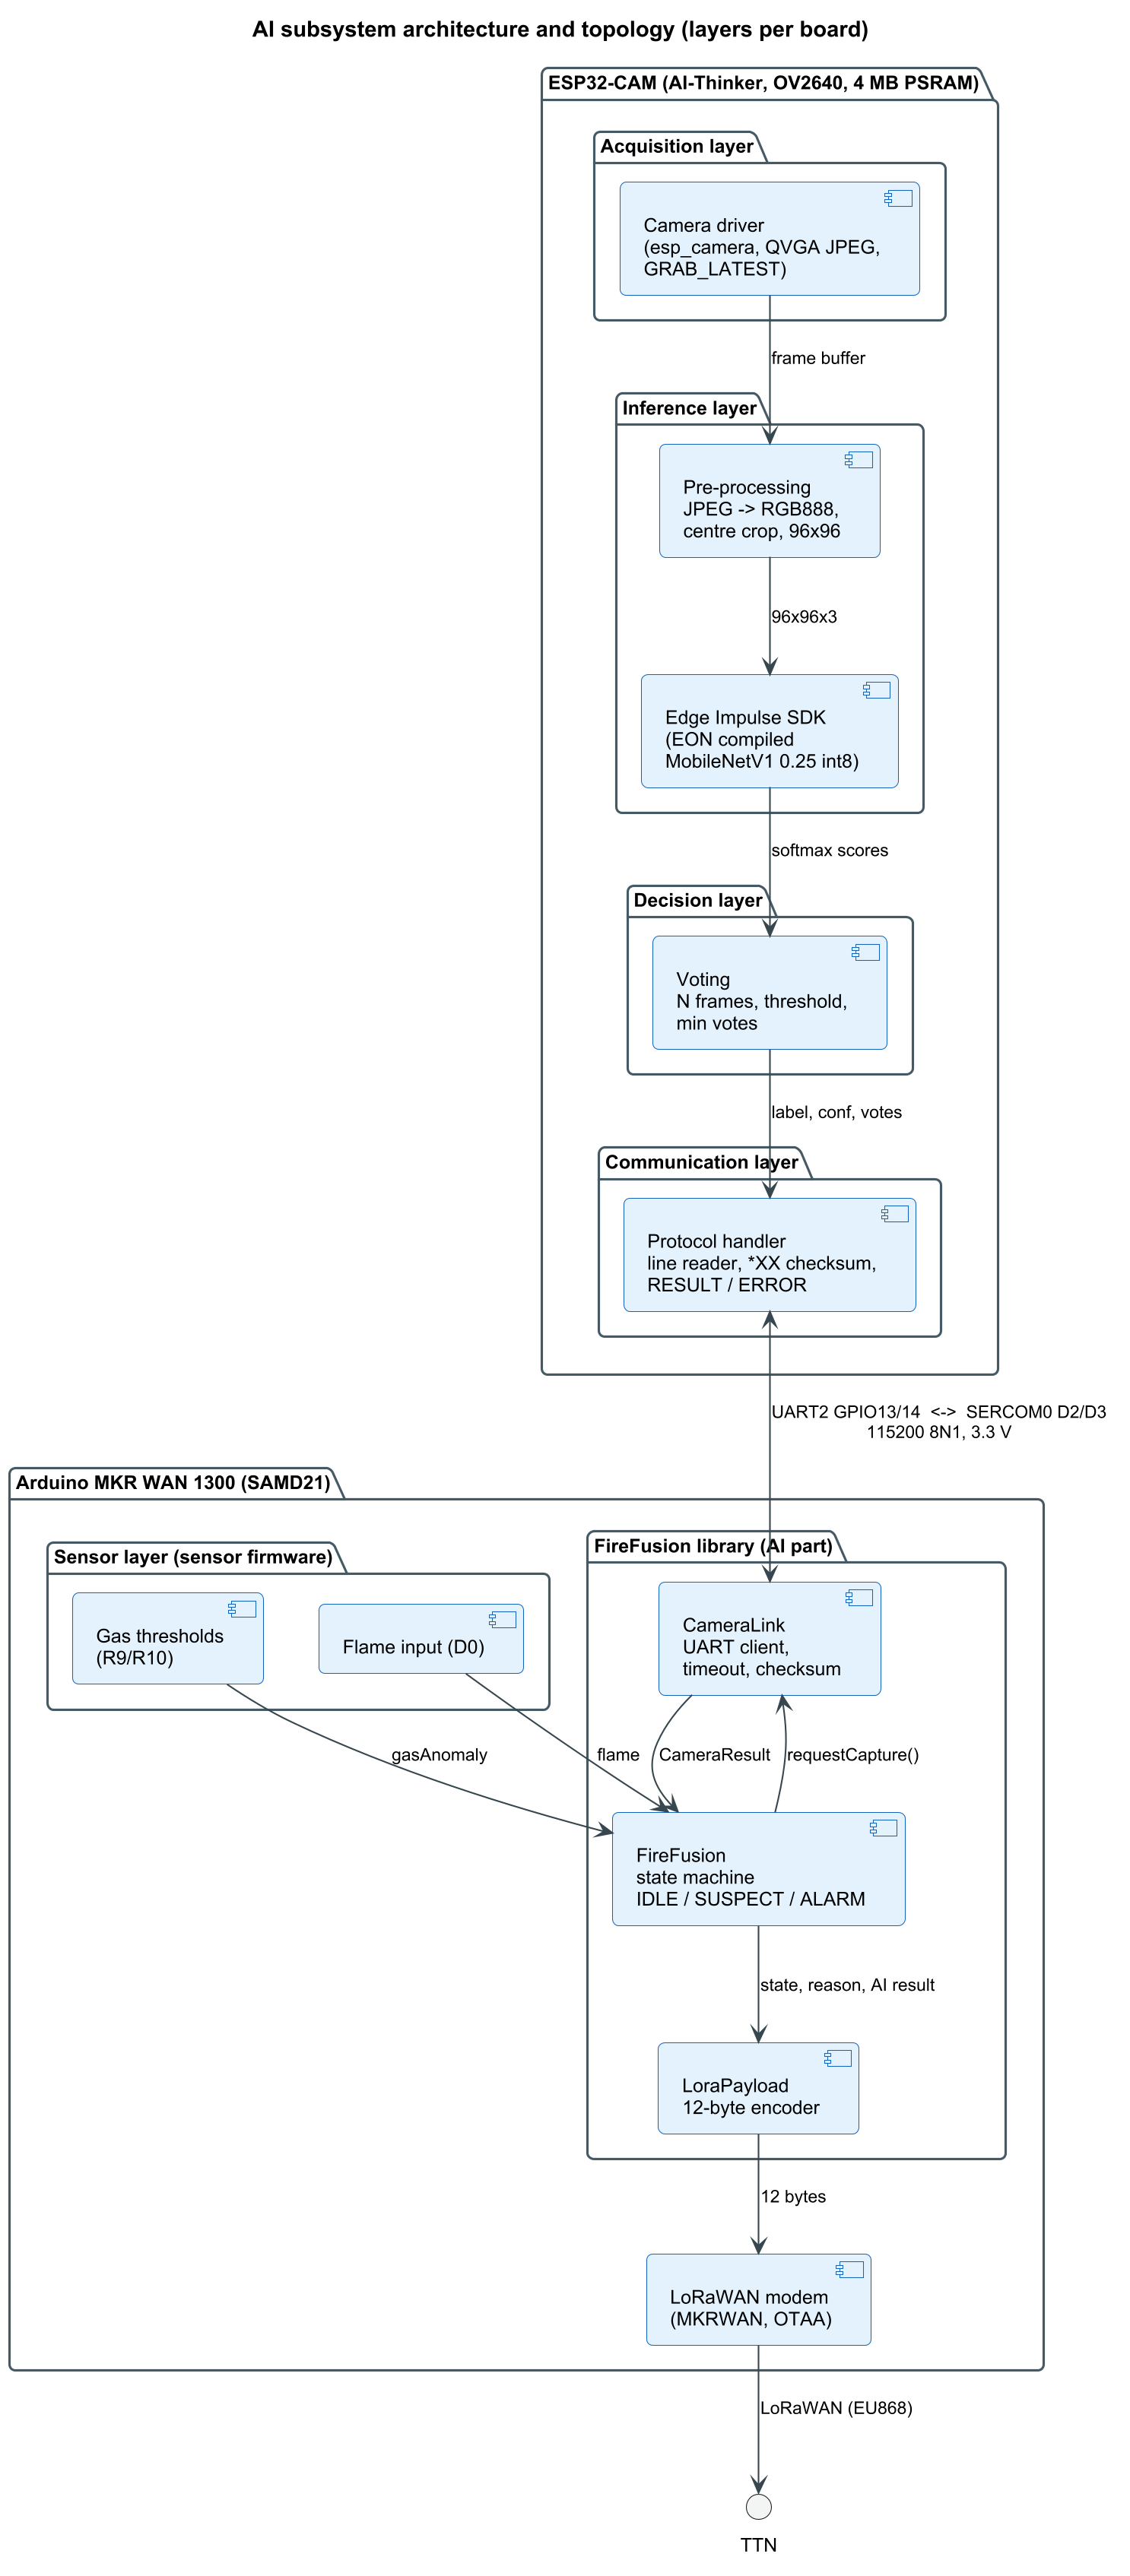 AI subsystem architecture and topology (layers per board)
ESP32-CAM (AI-Thinker, OV2640, 4 MB PSRAM)
Acquisition layer
Camera driver
(esp_camera, QVGA JPEG,
GRAB_LATEST)
frame buffer
Inference layer
Pre-processing
JPEG -> RGB888,
centre crop, 96x96
96x96x3
Edge Impulse SDK
(EON compiled
MobileNetV1 0.25 int8)
softmax scores
Decision layer
Voting
N frames, threshold,
min votes
label, conf, votes
Communication layer
Protocol handler
line reader, *XX checksum,
RESULT / ERROR
UART2 GPIO13/14 <-> SERCOM0 D2/D3
115200 8N1, 3.3 V
Arduino MKR WAN 1300 (SAMD21)
Sensor layer (sensor firmware)
Gas thresholds
(R9/R10)
Flame input (D0)
FireFusion library (AI part)
CameraLink
UART client,
timeout, checksum
gasAnomaly
flame
CameraResult
requestCapture()
FireFusion
state machine
IDLE / SUSPECT / ALARM
state, reason, AI result
LoraPayload
12-byte encoder
12 bytes
LoRaWAN modem
(MKRWAN, OTAA)
LoRaWAN (EU868)
TTN